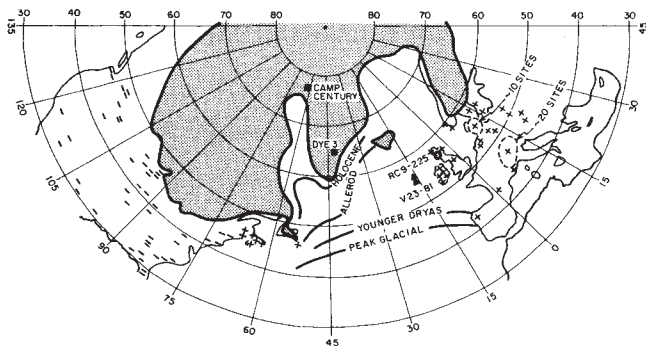 80 90 80
70 70
60 60
50 50
45 45
40 40
30 30
135
120
105
90
75
60
45
30
15
0
15
30
CAMP
CENTURY
DYE 3
HOLOCENE
ALLEROD
YOUNGER DRYAS
PEAK GLACIAL
RC9-225
V23-81
~10 SITES
~20 SITES